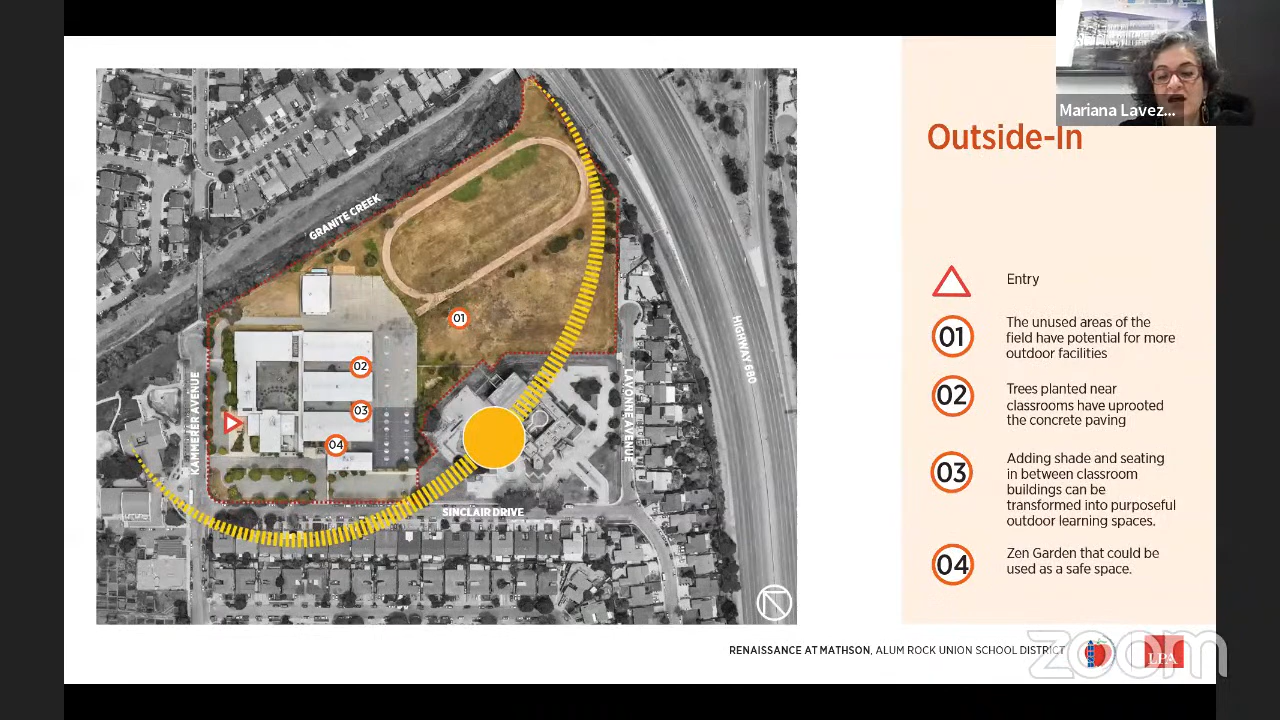 Mariana Lavez...
Outside-In
GRANITE CREEK
KAMMERER AVENUE
HIGHWAY 680
LAVONNE AVENUE
SINCLAIR DRIVE
01
02
03
04
Entry
01
The unused areas of the
field have potential for more
outdoor facilities
02
Trees planted near
classrooms have uprooted
the concrete paving
03
Adding shade and seating
in between classroom
buildings can be
transformed into purposeful
outdoor learning spaces.
04
Zen Garden that could be
used as a safe space.
RENAISSANCE AT MATHSON, ALUM ROCK UNION SCHOOL DISTRICT
LPA
zoom